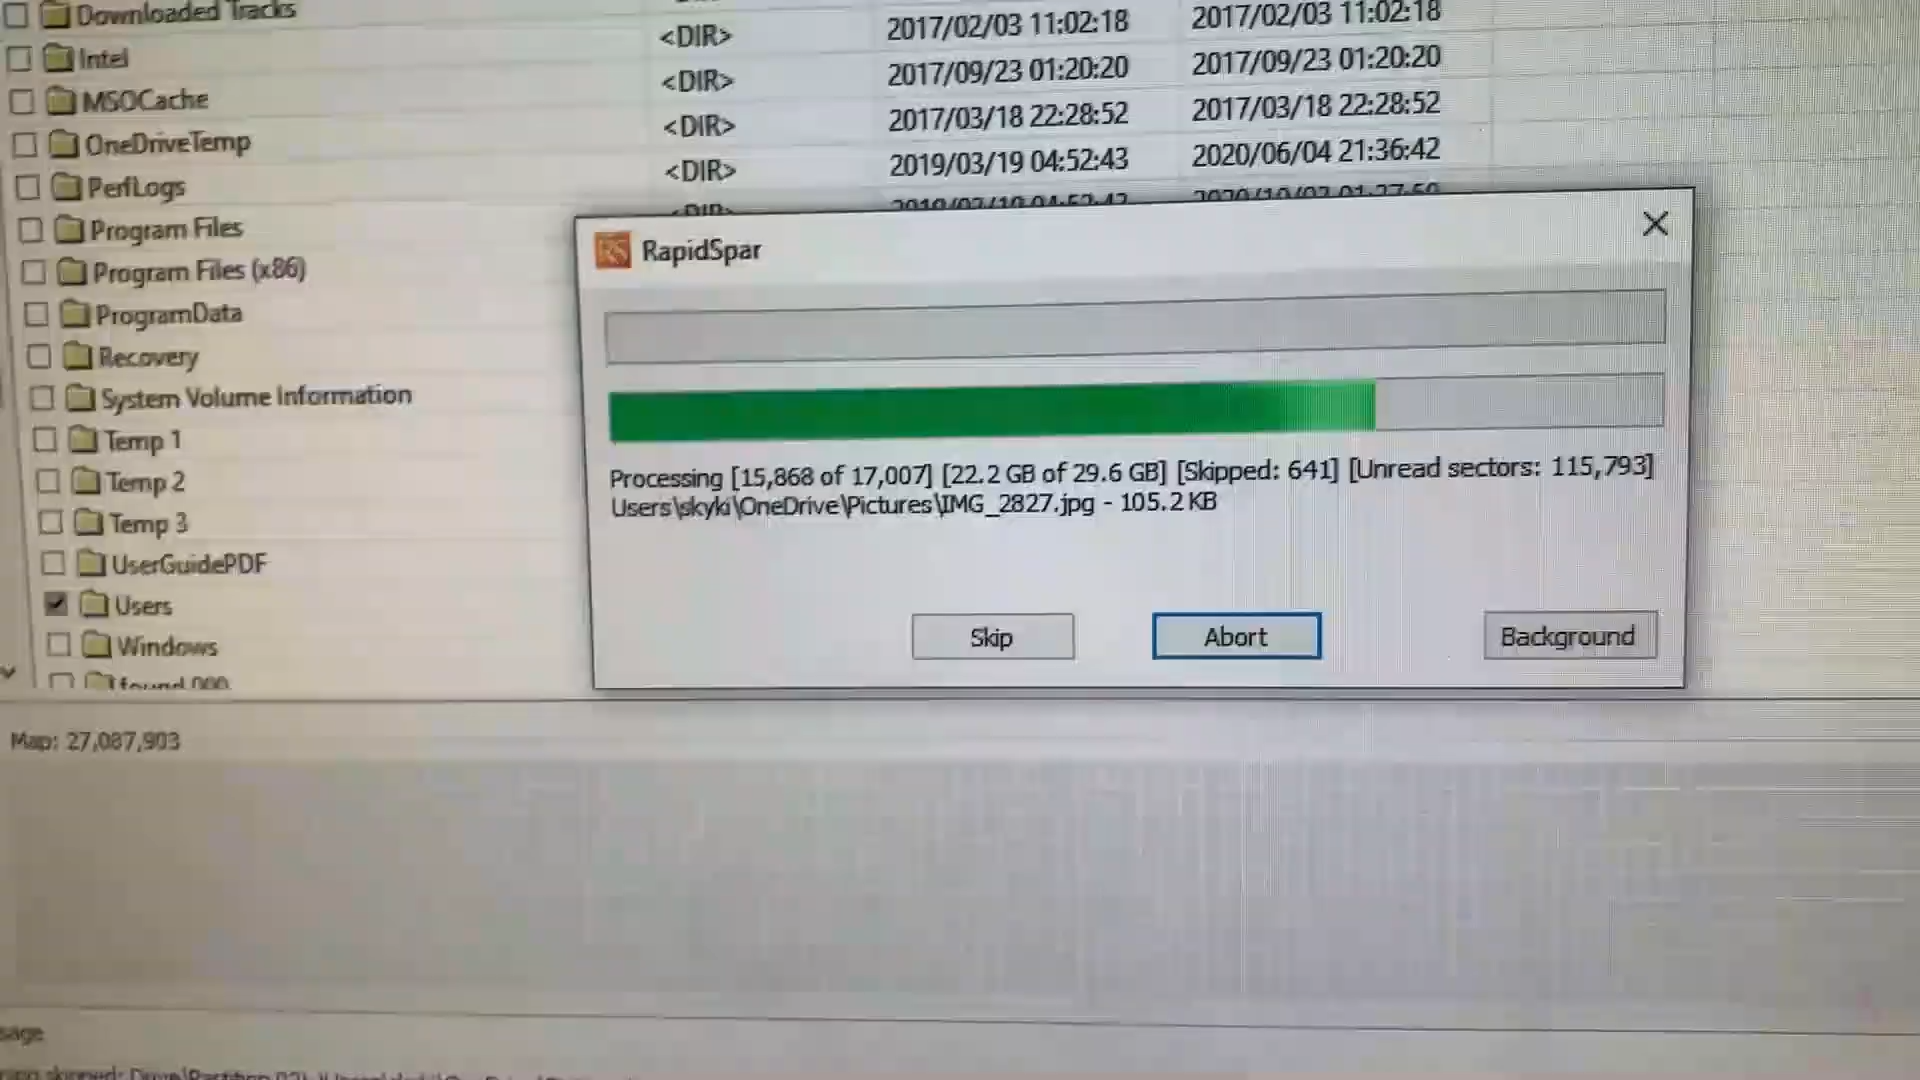 Downloaded Tracks
<DIR> 2017/02/03 11:02:18 2017/02/03 11:02:18
Intel
<DIR> 2017/09/23 01:20:20 2017/09/23 01:20:20
MSOCache
<DIR> 2017/03/18 22:28:52 2017/03/18 22:28:52
OneDriveTemp
<DIR> 2019/03/19 04:52:43 2020/06/04 21:36:42
PerfLogs
Program Files
Program Files (x86)
ProgramData
Recovery
System Volume Information
Temp 1
Temp 2
Temp 3
UserGuidePDF
Users
Windows
found.000
RapidSpar
Processing [15,868 of 17,007] [22.2 GB of 29.6 GB] [Skipped: 641] [Unread sectors: 115,793]
Users\skyki\OneDrive\Pictures\IMG_2827.jpg - 105.2 KB
Skip Abort Background
Map: 27,087,903